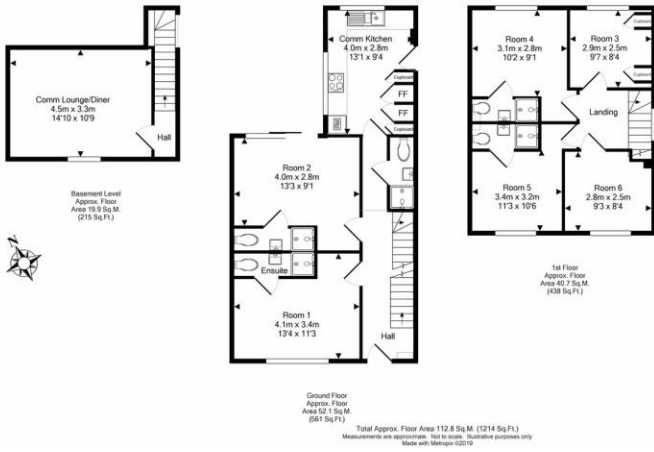 Comm Lounge/Diner
4.5m x 3.3m
14'10 x 10'9
Hall
Basement Level
Approx. Floor
Area 19.9 Sq.M.
(215 Sq.Ft.)
N
Comm Kitchen
4.0m x 2.8m
13'1 x 9'4
Cupboard
FF
FF
Cupboard
Room 2
4.0m x 2.8m
13'3 x 9'1
Ensuite
Room 1
4.1m x 3.4m
13'4 x 11'3
Hall
Ground Floor
Approx. Floor
Area 52.1 Sq.M.
(561 Sq.Ft.)
Room 4
3.1m x 2.8m
10'2 x 9'1
Room 3
2.9m x 2.5m
9'7 x 8'4
Cupboard
Cupboard
Landing
Room 5
3.4m x 3.2m
11'3 x 10'6
Room 6
2.8m x 2.5m
9'3 x 8'4
1st Floor
Approx. Floor
Area 40.7 Sq.M.
(438 Sq.Ft.)
Total Approx. Floor Area 112.8 Sq.M. (1214 Sq.Ft.)
Measurements are approximate. Not to scale. Illustrative purposes only
Made with Metropix ©2019